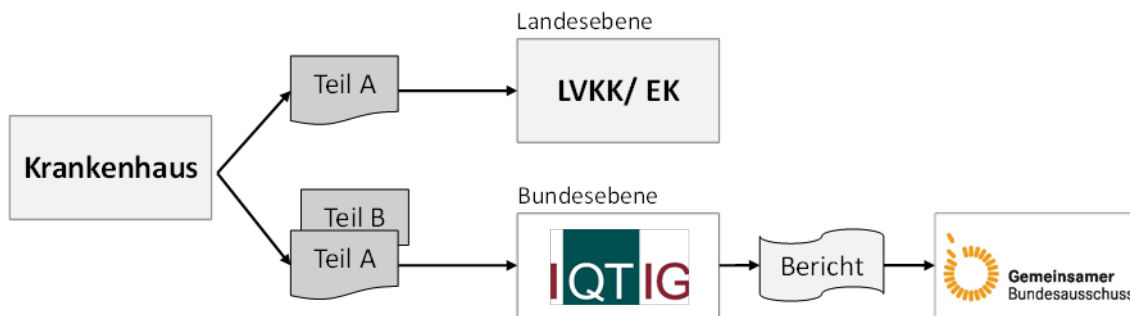 Landesebene
Teil A
LVKK/ EK
Krankenhaus
Bundesebene
Teil B
Teil A
IQTIG
Bericht
Gemeinsamer
Bundesausschuss